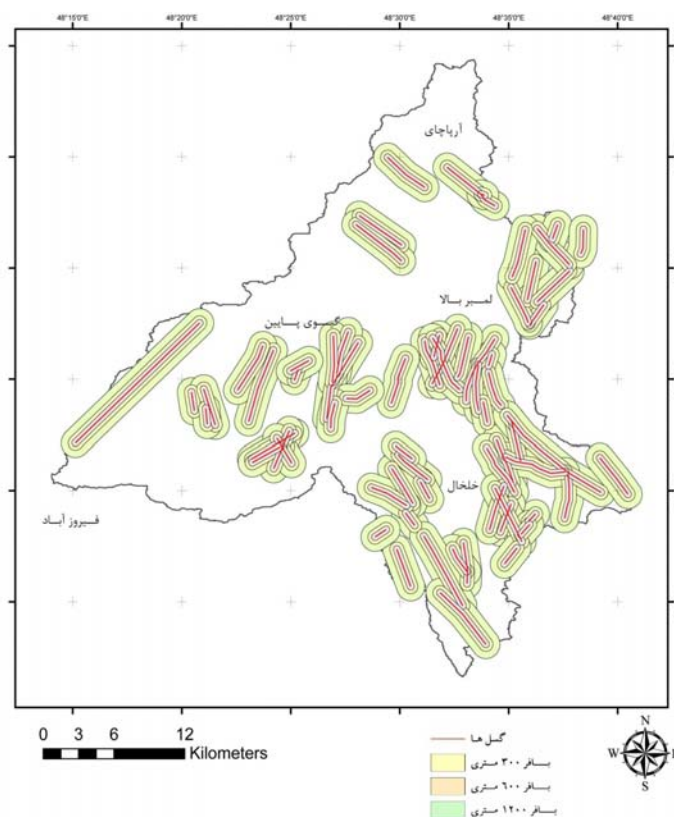 48°15'0"E 48°20'0"E 48°25'0"E 48°30'0"E 48°35'0"E 48°40'0"E
آرپاچای
لمبر بالا
گسوی پایین
خلخال
فیروز آباد
0 3 6 12
Kilometers
گسل ها
بافر ۳۰۰ متری
بافر ۶۰۰ متری
بافر ۱۲۰۰ متری
N
W
S